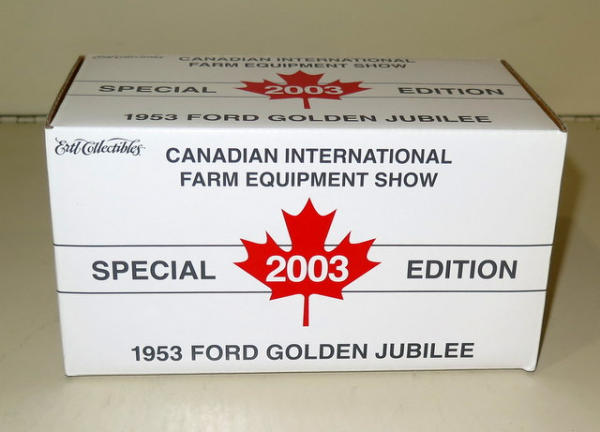 CANADIAN INTERNATIONAL
FARM EQUIPMENT SHOW
SPECIAL 2003 EDITION
1953 FORD GOLDEN JUBILEE
Ertl Collectibles
CANADIAN INTERNATIONAL
FARM EQUIPMENT SHOW
SPECIAL 2003 EDITION
1953 FORD GOLDEN JUBILEE